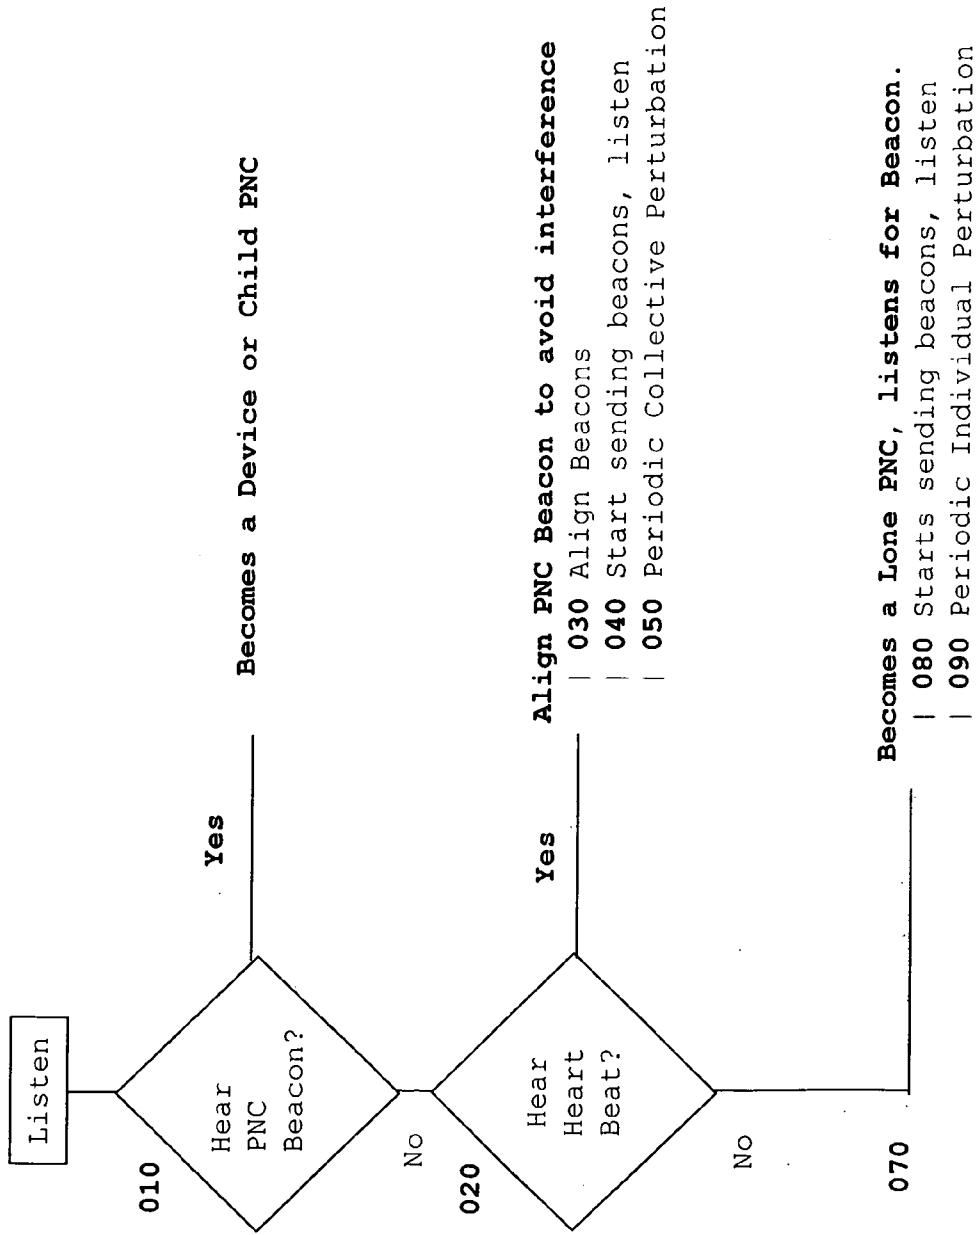 Listen
010
Hear
PNC
Beacon?
Yes
Becomes a Device or Child PNC
No
020
Hear
Heart
Beat?
Yes
Align PNC Beacon to avoid interference
| 030 Align Beacons
| 040 Start sending beacons, listen
| 050 Periodic Collective Perturbation
No
070
Becomes a Lone PNC, listens for Beacon.
| 080 Starts sending beacons, listen
| 090 Periodic Individual Perturbation